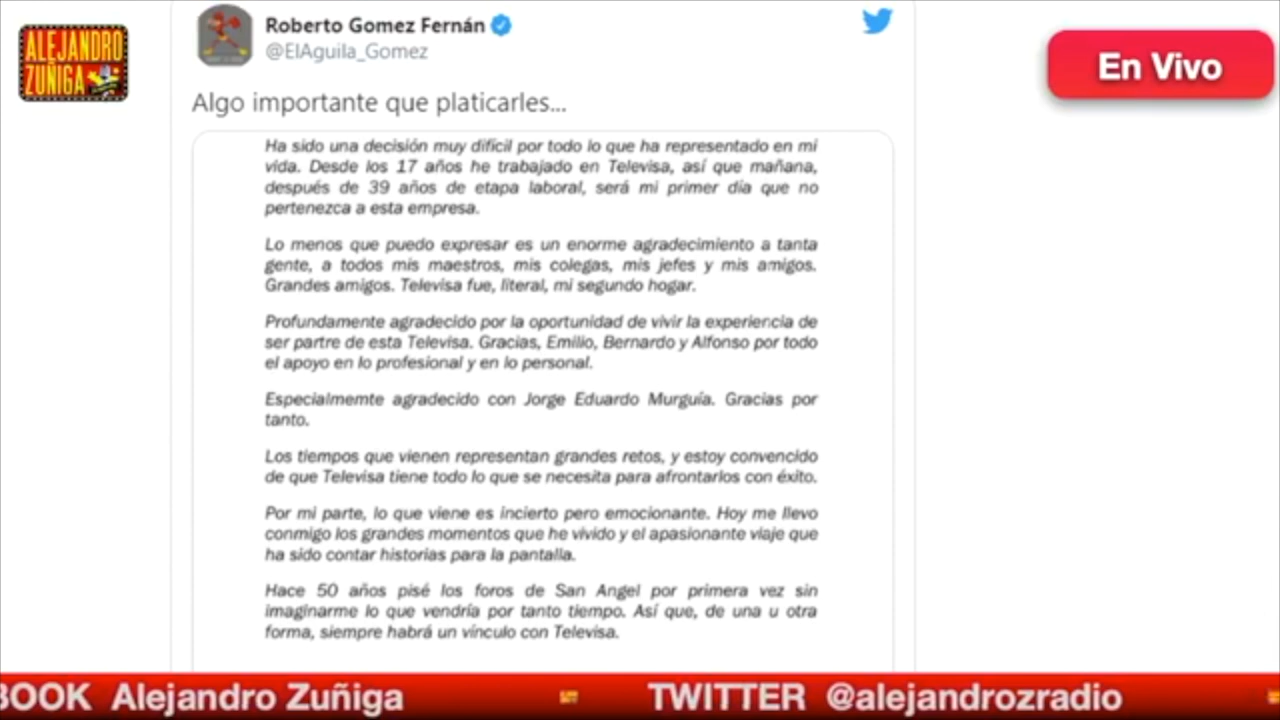 ALEJANDRO
ZUÑIGA
Roberto Gomez Fernán
@ElAguila_Gomez
En Vivo
Algo importante que platicarles...
Ha sido una decisión muy difícil por todo lo que ha representado en mi
vida. Desde los 17 años he trabajado en Televisa, así que mañana,
después de 39 años de etapa laboral, será mi primer día que no
pertenezca a esta empresa.
Lo menos que puedo expresar es un enorme agradecimiento a tanta
gente, a todos mis maestros, mis colegas, mis jefes y mis amigos.
Grandes amigos. Televisa fue, literal, mi segundo hogar.
Profundamente agradecido por la oportunidad de vivir la experiencia de
ser partre de esta Televisa. Gracias, Emilio, Bernardo y Alfonso por todo
el apoyo en lo profesional y en lo personal.
Especialmemte agradecido con Jorge Eduardo Murguía. Gracias por
tanto.
Los tiempos que vienen representan grandes retos, y estoy convencido
de que Televisa tiene todo lo que se necesita para afrontarlos con éxito.
Por mi parte, lo que viene es incierto pero emocionante. Hoy me llevo
conmigo los grandes momentos que he vivido y el apasionante viaje que
ha sido contar historias para la pantalla.
Hace 50 años pisé los foros de San Angel por primera vez sin
imaginarme lo que vendría por tanto tiempo. Así que, de una u otra
forma, siempre habrá un vínculo con Televisa.
BOOK Alejandro Zuñiga TWITTER @alejandrozradio